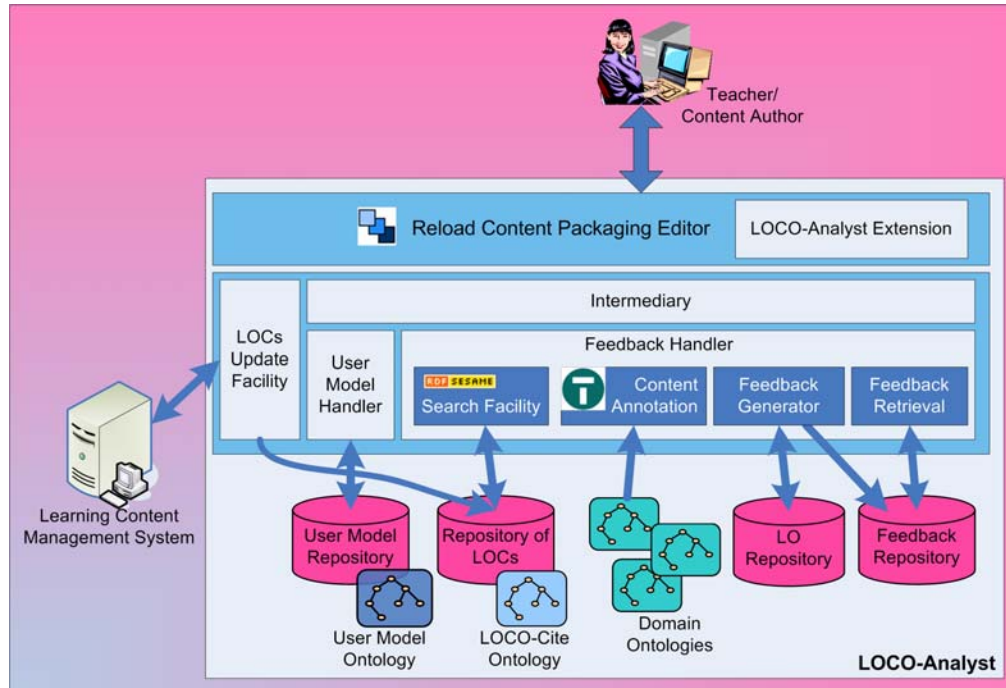 Teacher/
Content Author
Reload Content Packaging Editor
LOCO-Analyst Extension
Intermediary
LOCs
Update
Facility
User
Model
Handler
Feedback Handler
RDF SESAME
Search Facility
T
Content
Annotation
Feedback
Generator
Feedback
Retrieval
Learning Content
Management System
User Model
Repository
Repository
of LOCs
LO
Repository
Feedback
Repository
User Model
Ontology
LOCO-Cite
Ontology
Domain
Ontologies
LOCO-Analyst